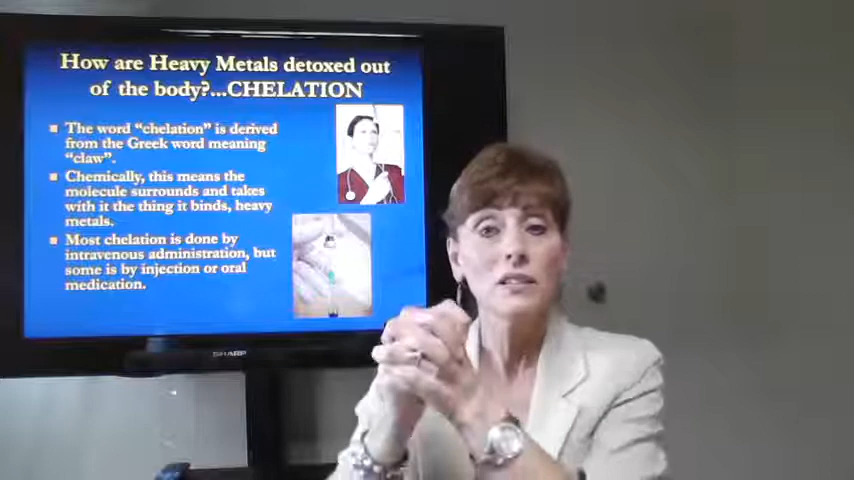 How are Heavy Metals detoxed out
of the body?...CHELATION
The word "chelation" is derived
from the Greek word meaning
"claw".
Chemically, this means the
molecule surrounds and takes
with it the thing it binds, heavy
metals.
Most chelation is done by
intravenous administration, but
some is by injection or oral
medication.
SHARP